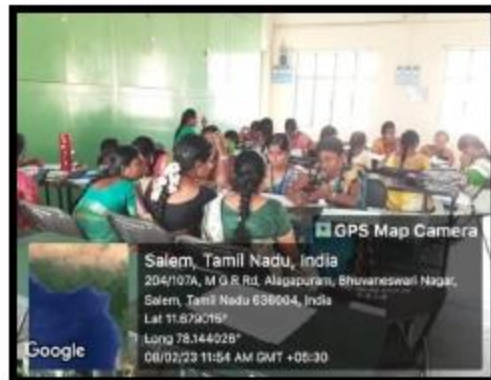 GPS Map Camera
Salem, Tamil Nadu, India
204/107A, M G R Rd, Alagapuram, Bhuvaneswari Nagar,
Salem, Tamil Nadu 636004, India
Lat 11.679015°
Long 78.144026°
08/02/23 11:54 AM GMT +05:30
Google